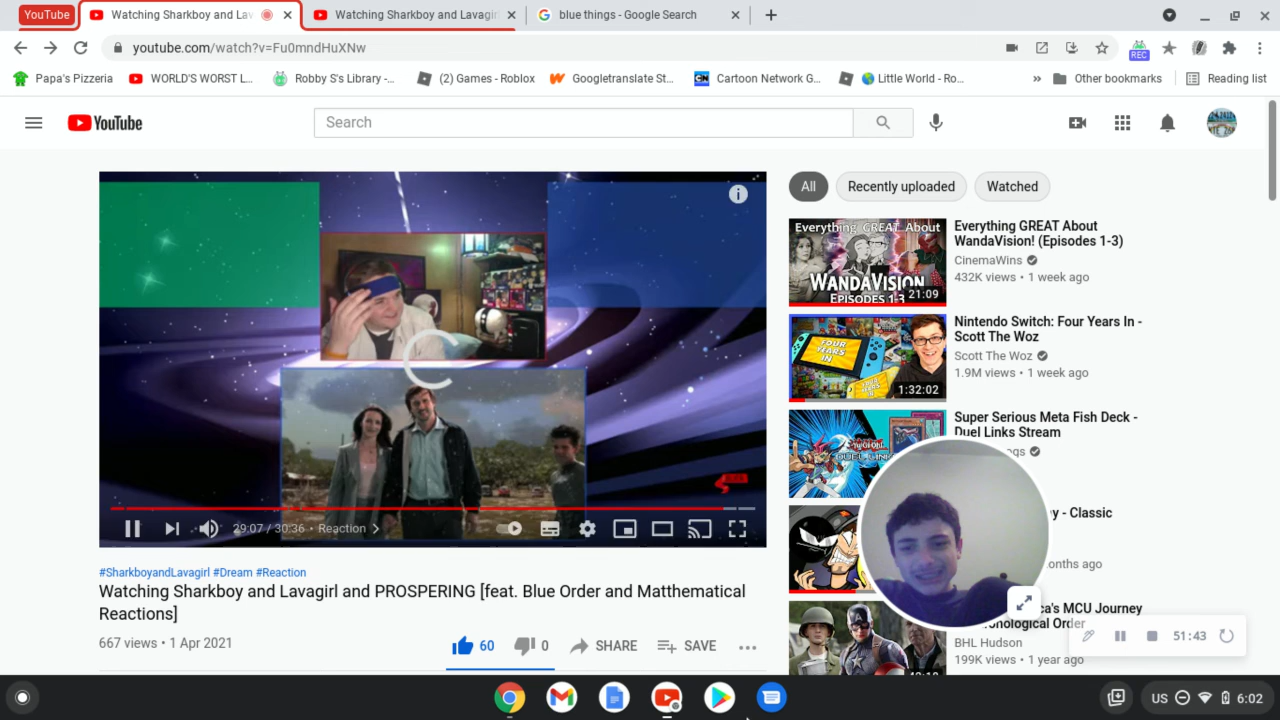 YouTube
Watching Sharkboy and Lav
Watching Sharkboy and Lavagirl
blue things - Google Search
youtube.com/watch?v=Fu0mndHuXNw
REC
Papa's Pizzeria
WORLD'S WORST L...
Robby S's Library -...
(2) Games - Roblox
Googletranslate St...
Cartoon Network G...
Little World - Ro...
» Other bookmarks
Reading list
YouTube
Search
All
Recently uploaded
Watched
Everything GREAT About
WANDAVISION
EPISODES 1-3
21:09
Everything GREAT About
WandaVision! (Episodes 1-3)
CinemaWins
432K views • 1 week ago
FOUR
YEARS
IN
1:32:02
Nintendo Switch: Four Years In -
Scott The Woz
Scott The Woz
1.9M views • 1 week ago
Super Serious Meta Fish Deck -
Duel Links Stream
y - Classic
onths ago
ca's MCU Journey
ronological Order
BHL Hudson
199K views • 1 year ago
29:07 / 30:36 • Reaction
#SharkboyandLavagirl #Dream #Reaction
Watching Sharkboy and Lavagirl and PROSPERING [feat. Blue Order and Matthematical
Reactions]
667 views • 1 Apr 2021
60
0
SHARE
SAVE
51:43
US
6:02